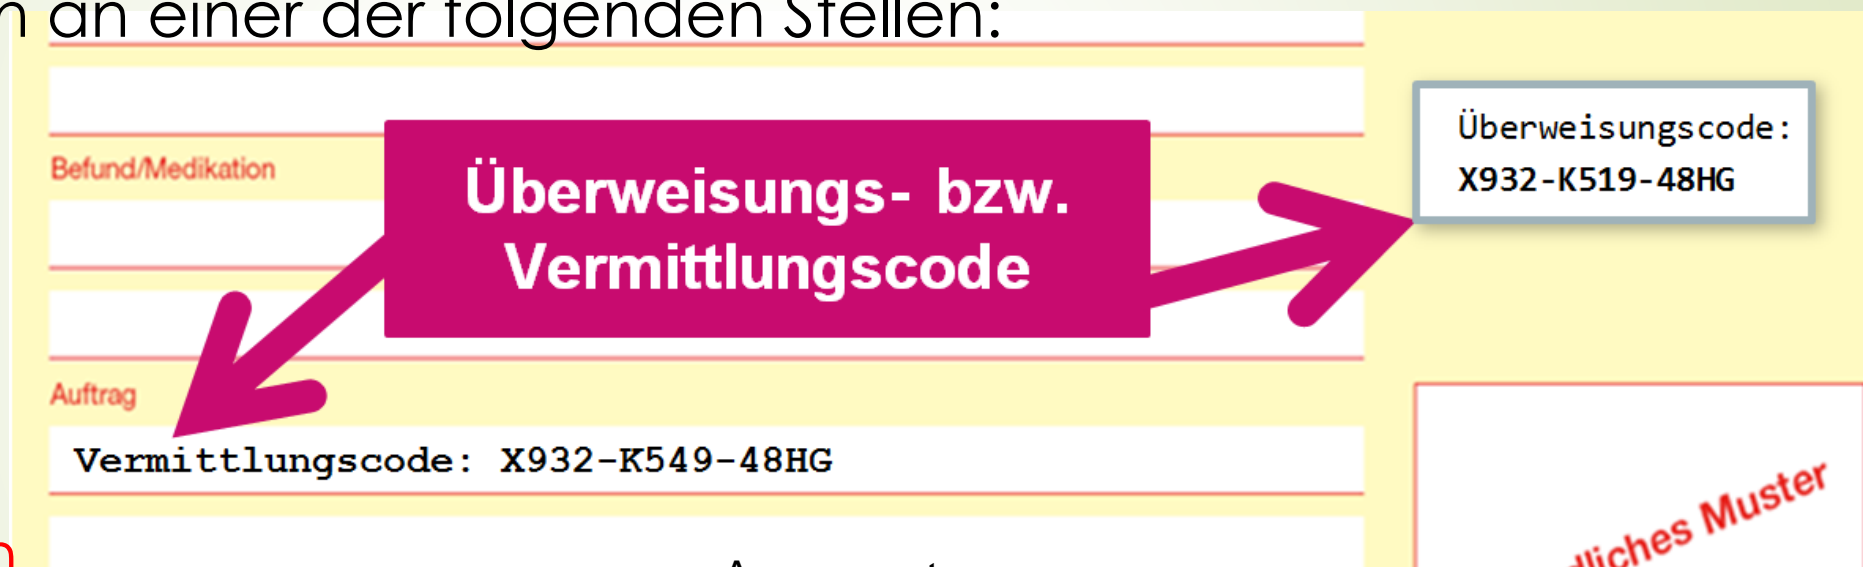 an einer der folgenden Stellen:
Befund/Medikation
Überweisungs- bzw.
Vermittlungscode
Überweisungscode:
X932-K519-48HG
Auftrag
Vermittlungscode: X932-K549-48HG
Muster